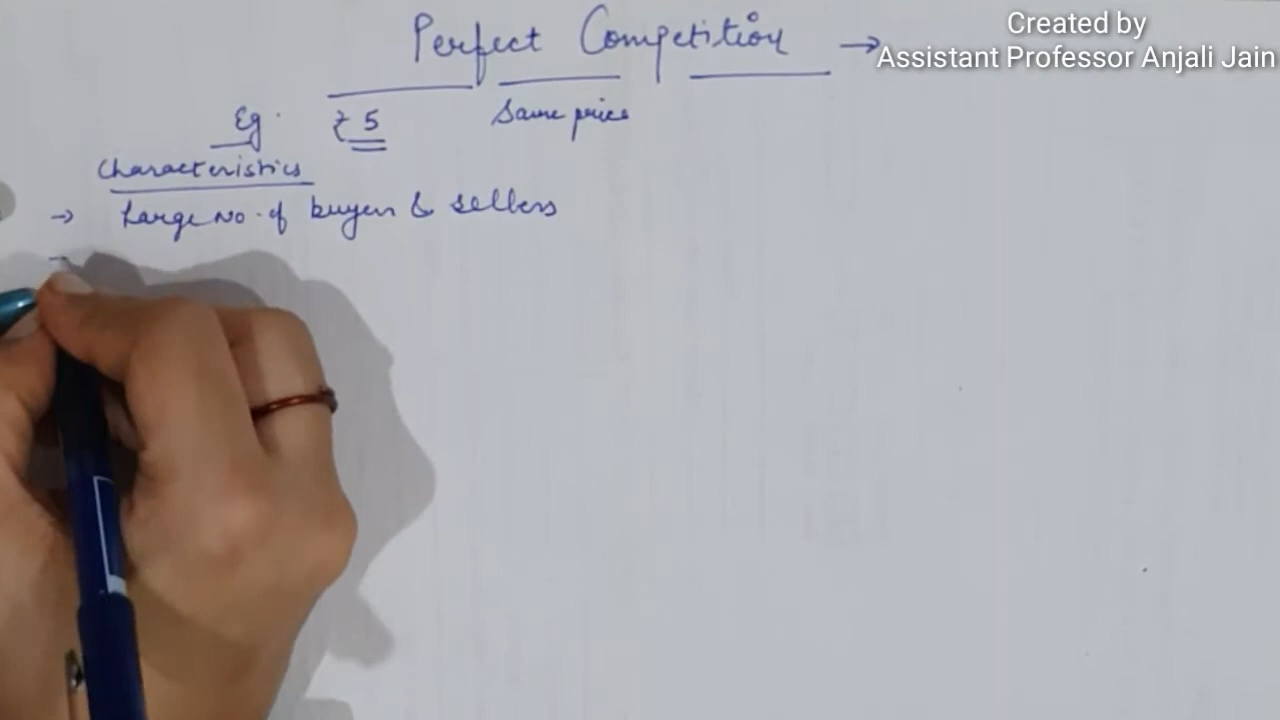 Perfect Competition →
Created by
Assistant Professor Anjali Jain
Eg. ₹ 5 Same price
Characteristics
→ Large No. of buyers & sellers
→